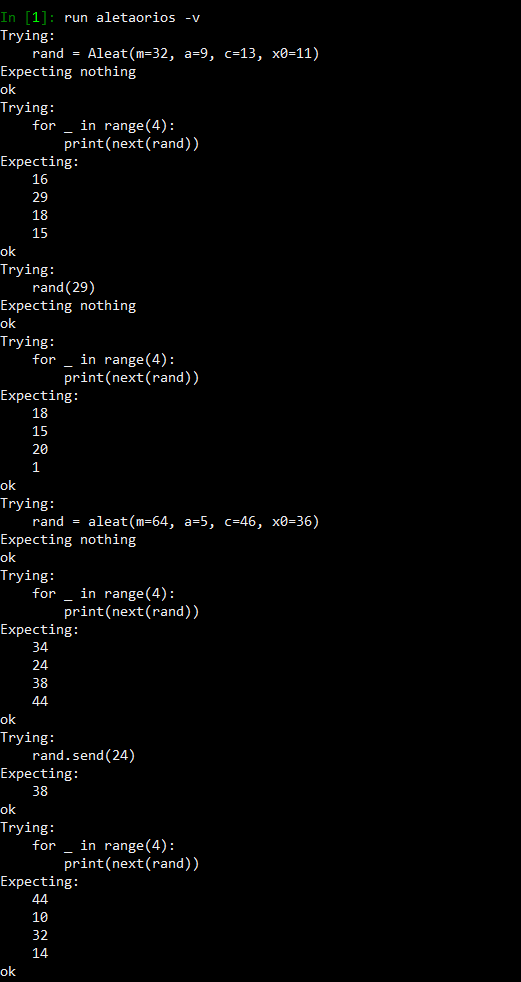 In [1]: run aletaorios -v
Trying:
    rand = Aleat(m=32, a=9, c=13, x0=11)
Expecting nothing
ok
Trying:
    for _ in range(4):
        print(next(rand))
Expecting:
    16
    29
    18
    15
ok
Trying:
    rand(29)
Expecting nothing
ok
Trying:
    for _ in range(4):
        print(next(rand))
Expecting:
    18
    15
    20
    1
ok
Trying:
    rand = aleat(m=64, a=5, c=46, x0=36)
Expecting nothing
ok
Trying:
    for _ in range(4):
        print(next(rand))
Expecting:
    34
    24
    38
    44
ok
Trying:
    rand.send(24)
Expecting:
    38
ok
Trying:
    for _ in range(4):
        print(next(rand))
Expecting:
    44
    10
    32
    14
ok